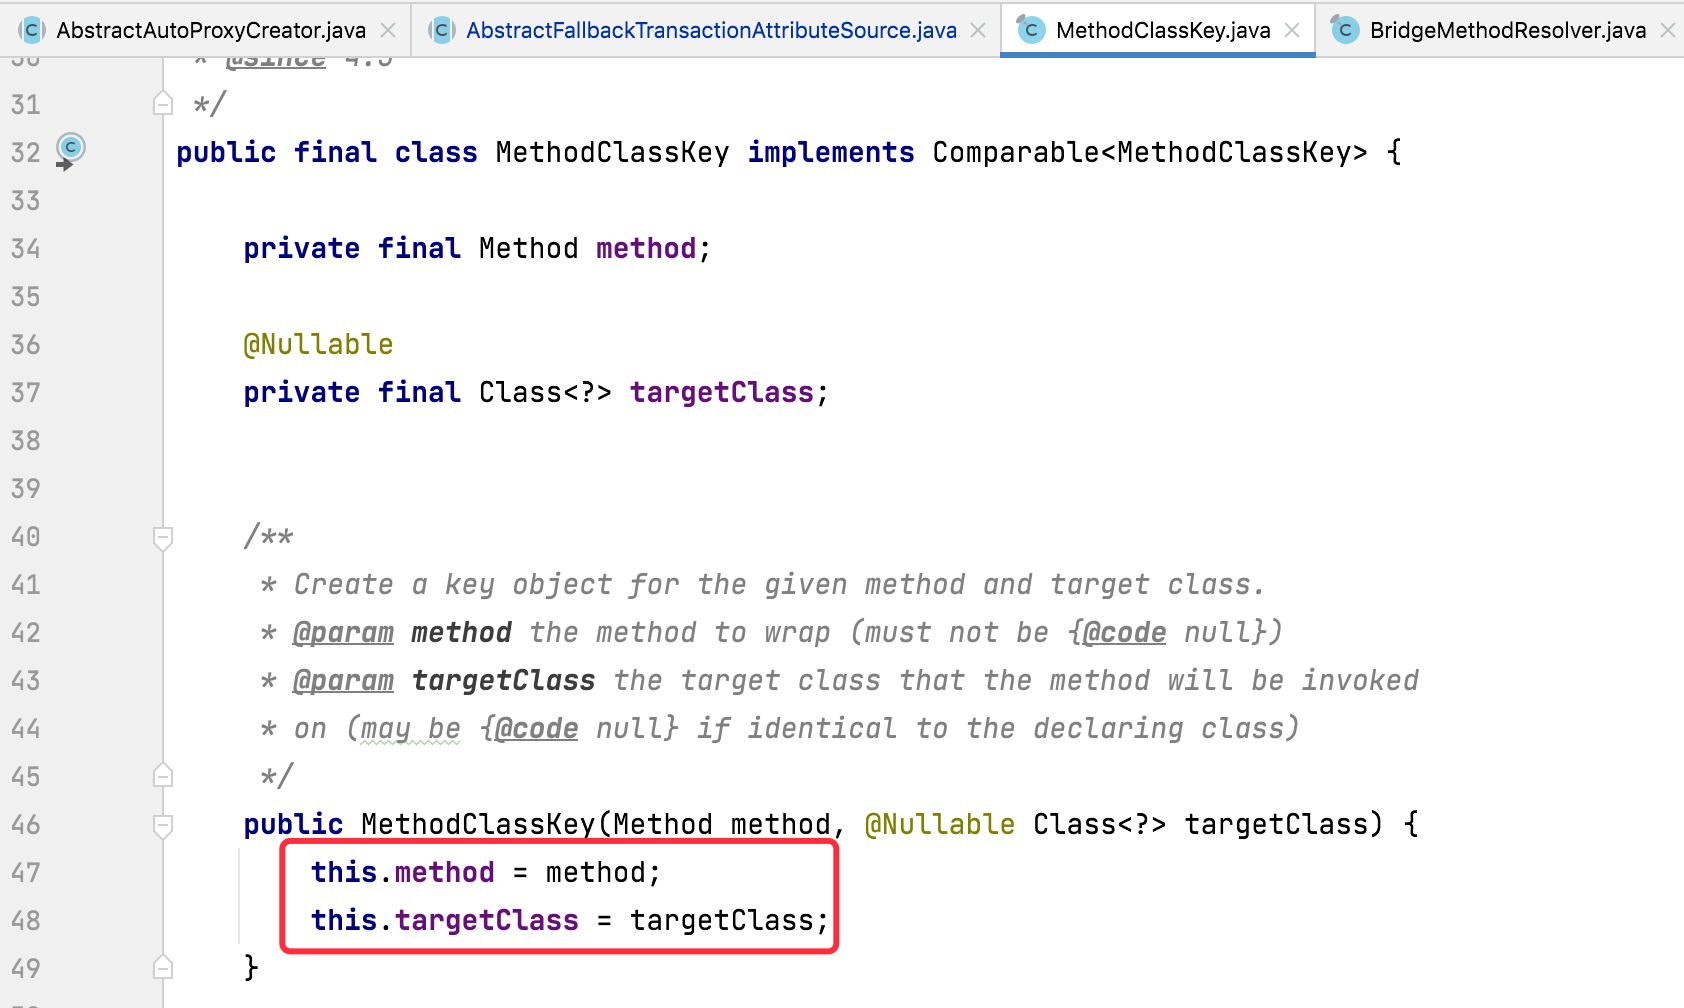 AbstractAutoProxyCreator.java AbstractFallbackTransactionAttributeSource.java MethodClassKey.java BridgeMethodResolver.java
* @since 4.3
31 */
32 public final class MethodClassKey implements Comparable<MethodClassKey> {
33
34 private final Method method;
35
36 @Nullable
37 private final Class<?> targetClass;
38
39
40 /**
41 * Create a key object for the given method and target class.
42 * @param method the method to wrap (must not be {@code null})
43 * @param targetClass the target class that the method will be invoked
44 * on (may be {@code null} if identical to the declaring class)
45 */
46 public MethodClassKey(Method method, @Nullable Class<?> targetClass) {
47 this.method = method;
48 this.targetClass = targetClass;
49 }